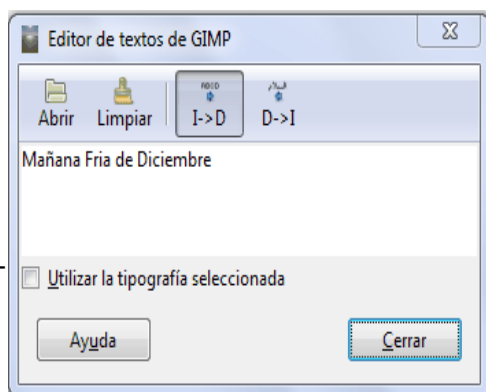 Editor de textos de GIMP
Abrir Limpiar I->D D->I
Mañana Fria de Diciembre
Utilizar la tipografía seleccionada
Ayuda Cerrar